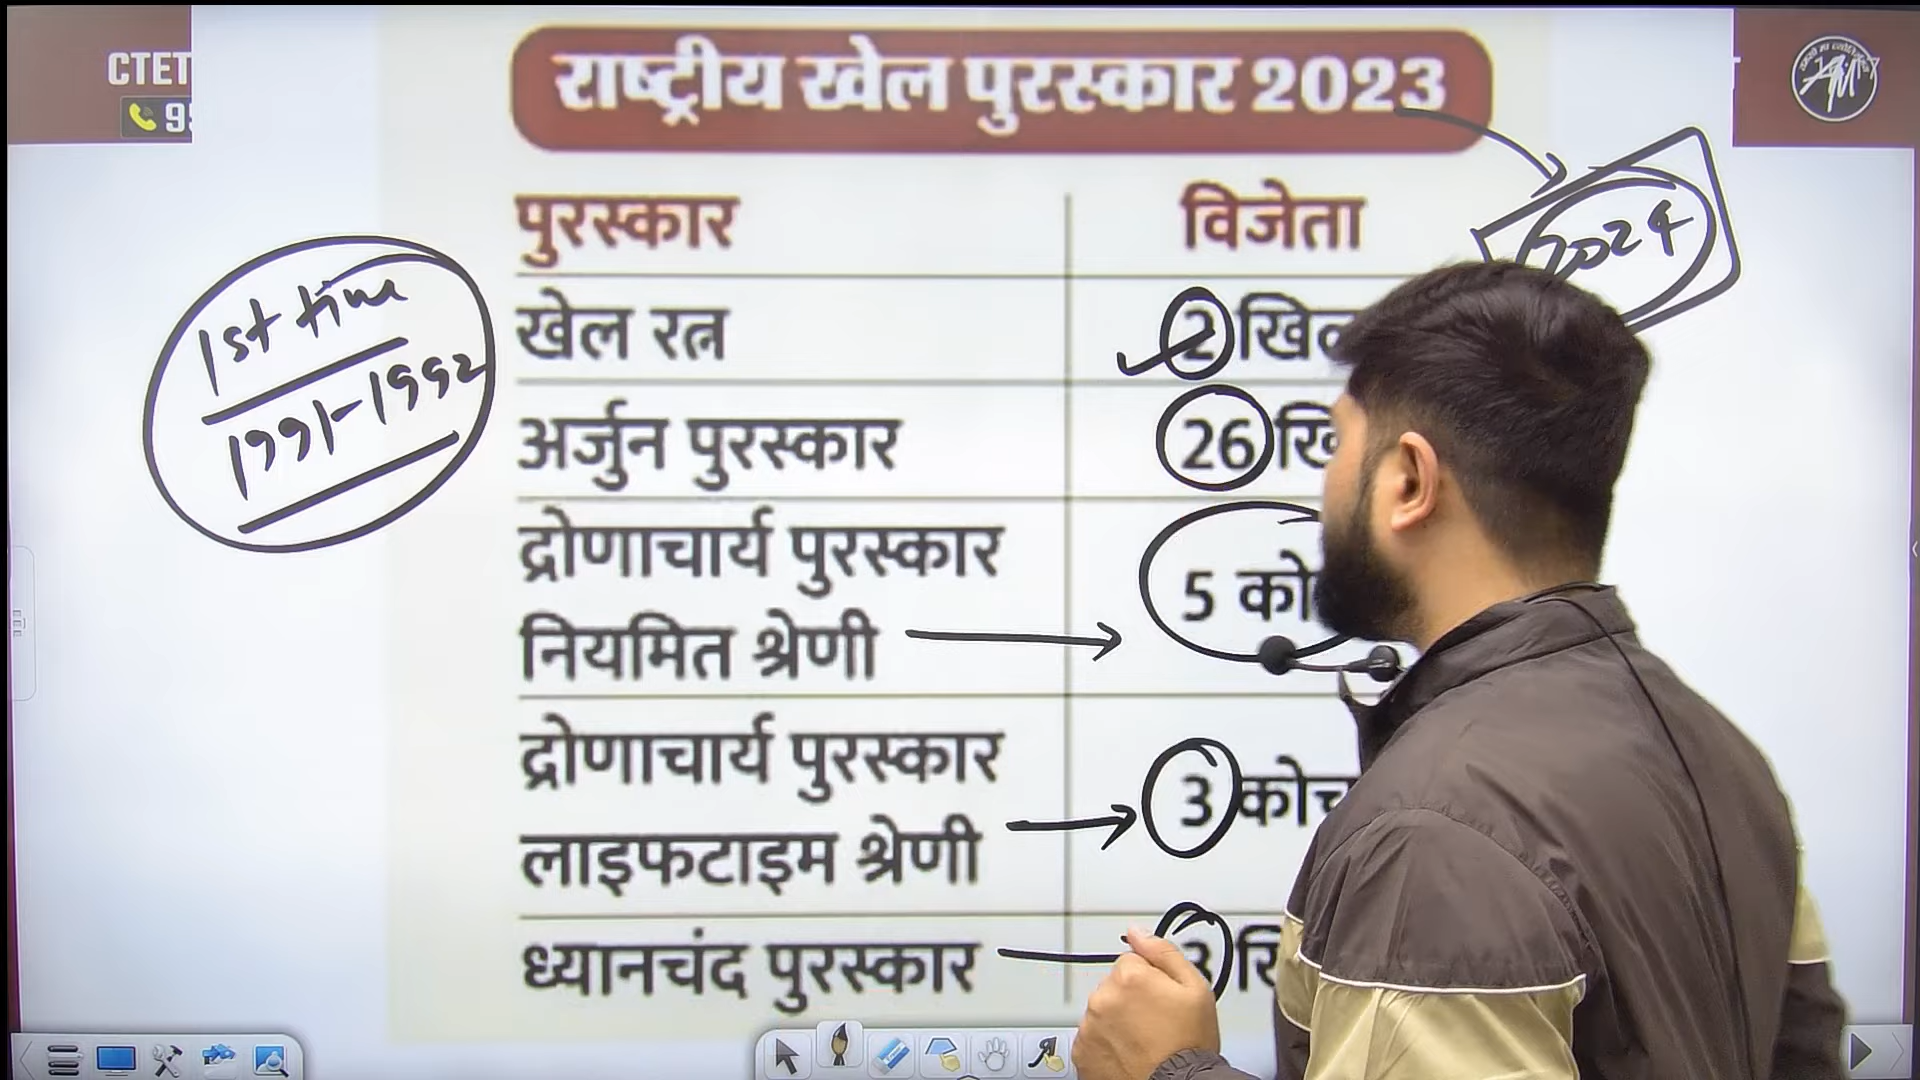 CTET
राष्ट्रीय खेल पुरस्कार 2023
2024
पुरस्कार विजेता
1st time
1991-1992
खेल रत्न 2
अर्जुन पुरस्कार 26
द्रोणाचार्य पुरस्कार
नियमित श्रेणी 5
द्रोणाचार्य पुरस्कार
लाइफटाइम श्रेणी 3 कोच
ध्यानचंद पुरस्कार 3